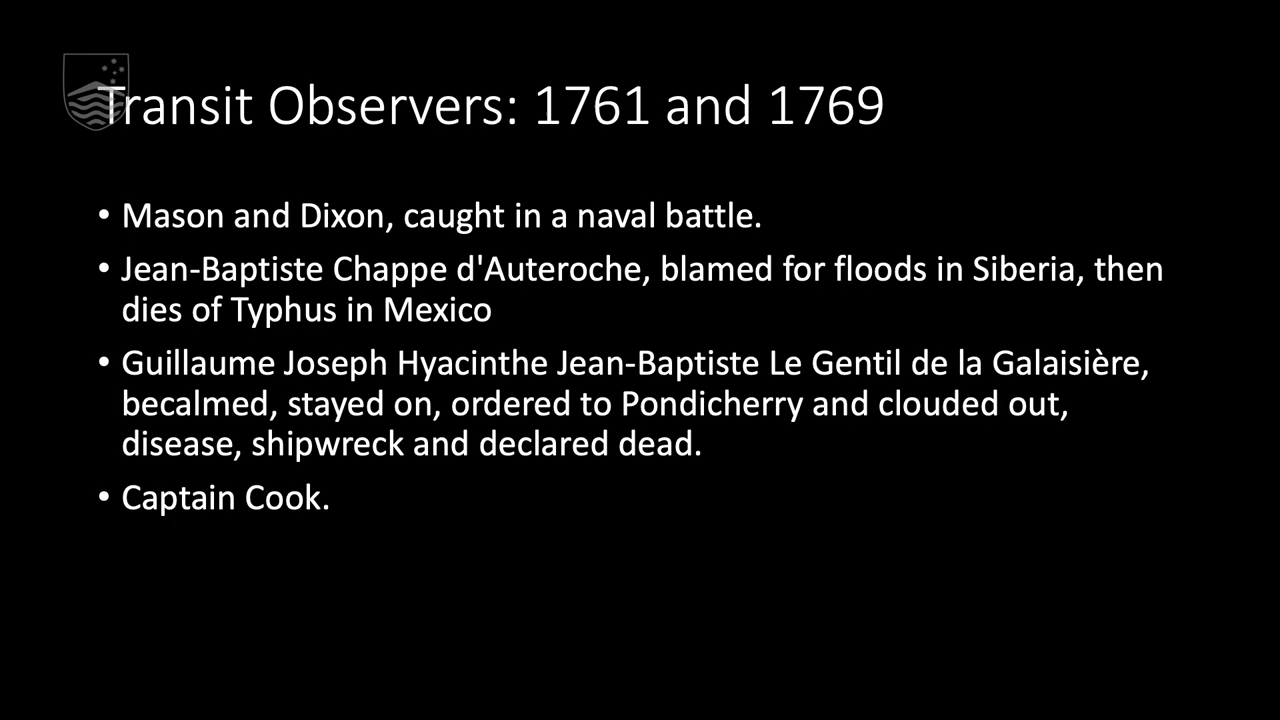 Transit Observers: 1761 and 1769
• Mason and Dixon, caught in a naval battle.
• Jean-Baptiste Chappe d'Auteroche, blamed for floods in Siberia, then
dies of Typhus in Mexico
• Guillaume Joseph Hyacinthe Jean-Baptiste Le Gentil de la Galaisière,
becalmed, stayed on, ordered to Pondicherry and clouded out,
disease, shipwreck and declared dead.
• Captain Cook.